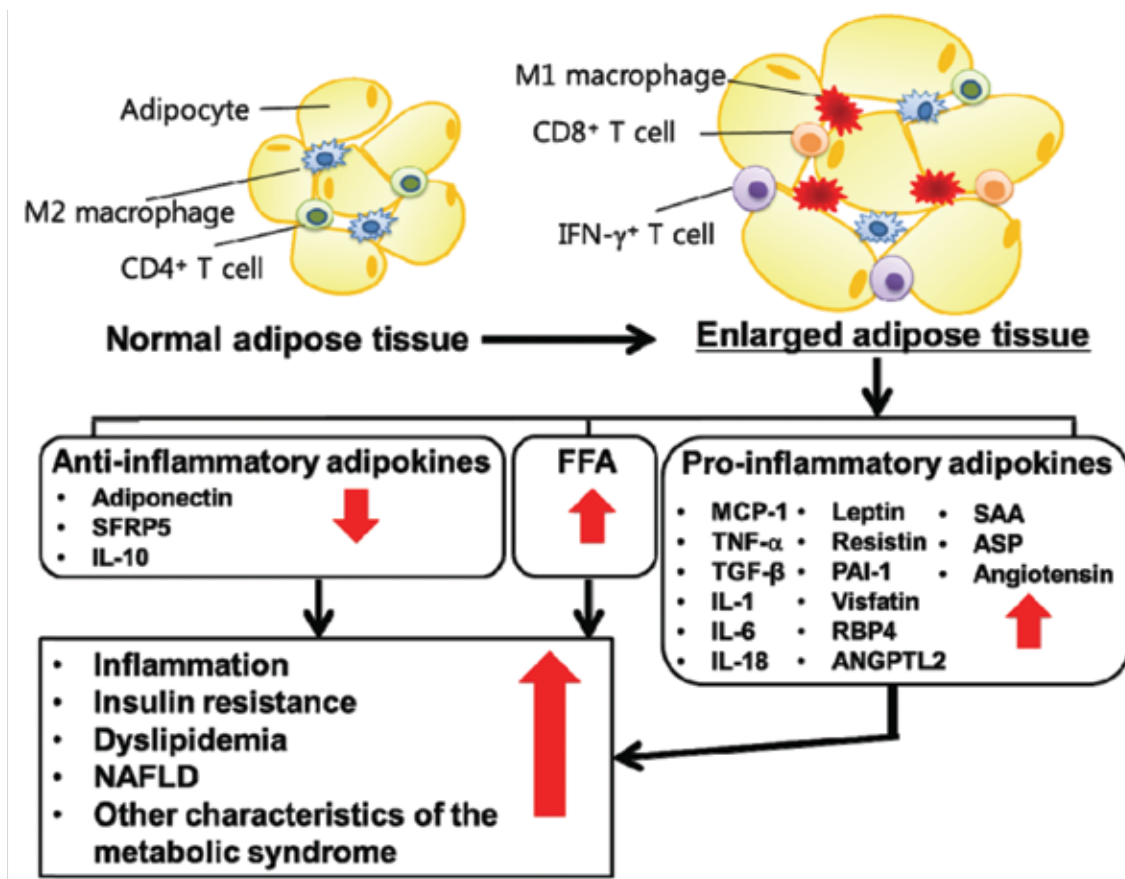 Adipocyte
M2 macrophage
CD4+ T cell
M1 macrophage
CD8+ T cell
IFN-γ+ T cell
Normal adipose tissue
Enlarged adipose tissue
Anti-inflammatory adipokines
• Adiponectin
• SFRP5
• IL-10
FFA
Pro-inflammatory adipokines
• MCP-1
• TNF-α
• TGF-β
• IL-1
• IL-6
• IL-18
• Leptin
• Resistin
• PAI-1
• Visfatin
• RBP4
• ANGPTL2
• SAA
• ASP
• Angiotensin
• Inflammation
• Insulin resistance
• Dyslipidemia
• NAFLD
• Other characteristics of the
metabolic syndrome